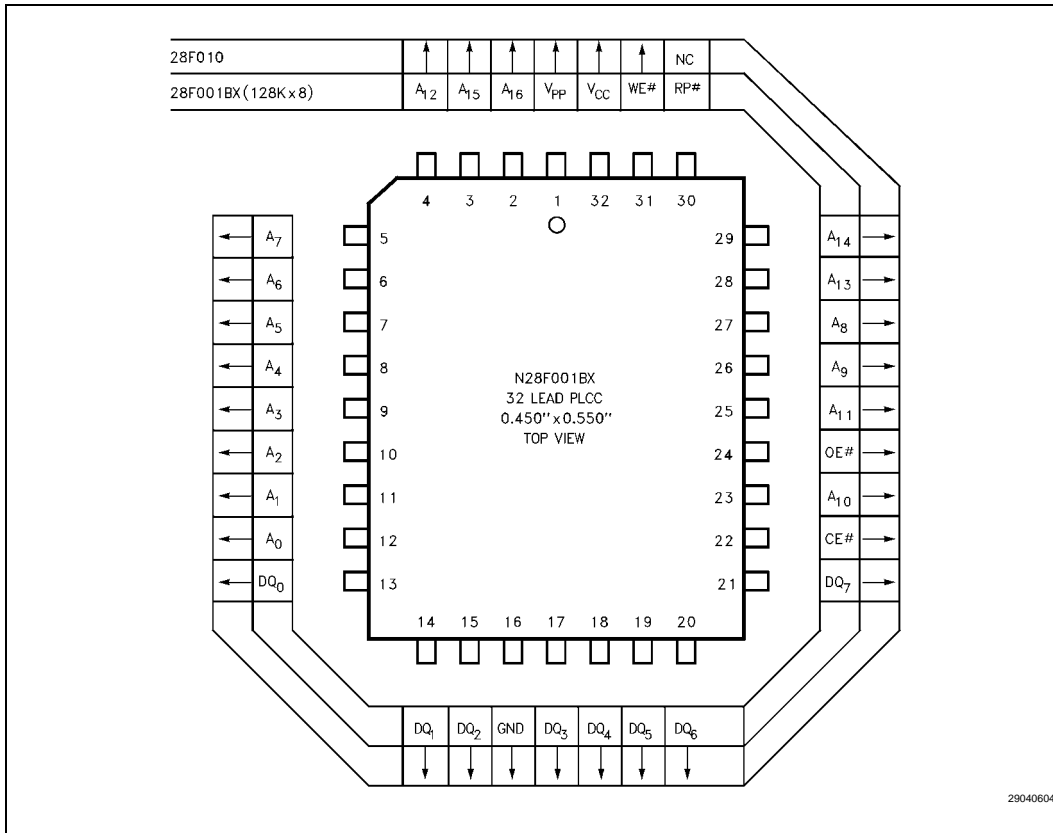 28F010 NC
28F001BX(128Kx8) A12 A15 A16 VPP VCC WE# RP#
4 3 2 1 32 31 30
A7 5 29 A14
A6 6 28 A13
A5 7 27 A8
A4 8 26 A9
A3 9 25 A11
A2 10 24 OE#
A1 11 23 A10
A0 12 22 CE#
DQ0 13 21 DQ7
N28F001BX
32 LEAD PLCC
0.450"x0.550"
TOP VIEW
14 15 16 17 18 19 20
DQ1 DQ2 GND DQ3 DQ4 DQ5 DQ6
29040604